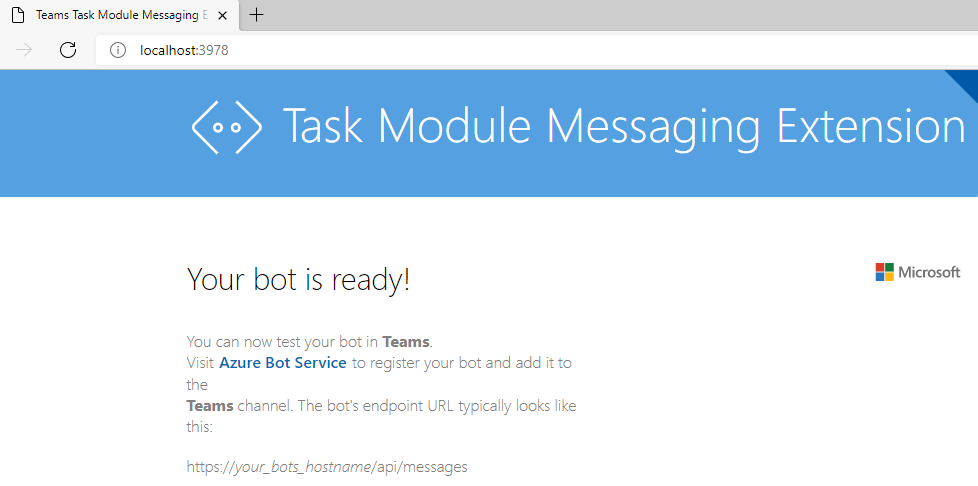 Teams Task Module Messaging E
localhost:3978
Task Module Messaging Extension
Your bot is ready!
Microsoft
You can now test your bot in Teams.
Visit Azure Bot Service to register your bot and add it to
the
Teams channel. The bot's endpoint URL typically looks like
this:
https://your_bots_hostname/api/messages